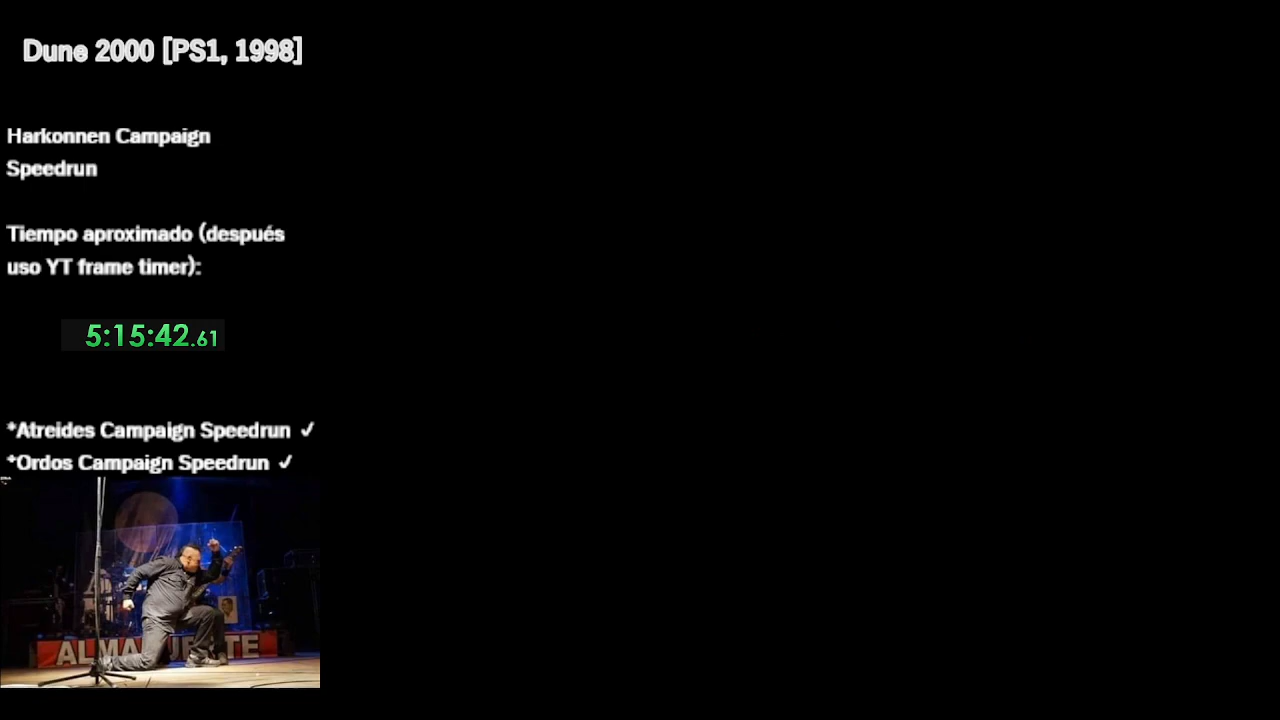 Dune 2000 [PS1, 1998]
Harkonnen Campaign
Speedrun
Tiempo aproximado (después
uso YT frame timer):
5:15:42.61
*Atreides Campaign Speedrun ✓
*Ordos Campaign Speedrun ✓